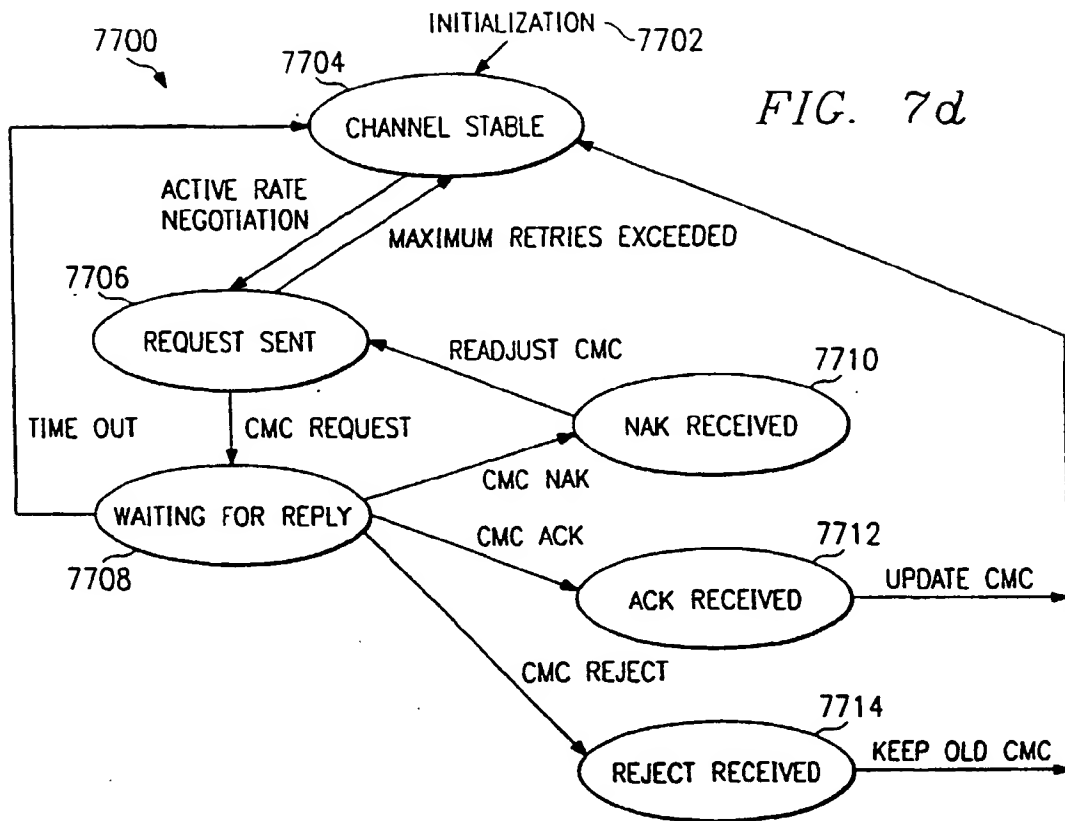 INITIALIZATION
7702
7700
7704
FIG. 7d
CHANNEL STABLE
ACTIVE RATE
NEGOTIATION
MAXIMUM RETRIES EXCEEDED
7706
REQUEST SENT
READJUST CMC
7710
NAK RECEIVED
TIME OUT
CMC REQUEST
CMC NAK
WAITING FOR REPLY
7708
CMC ACK
7712
ACK RECEIVED
UPDATE CMC
CMC REJECT
7714
REJECT RECEIVED
KEEP OLD CMC